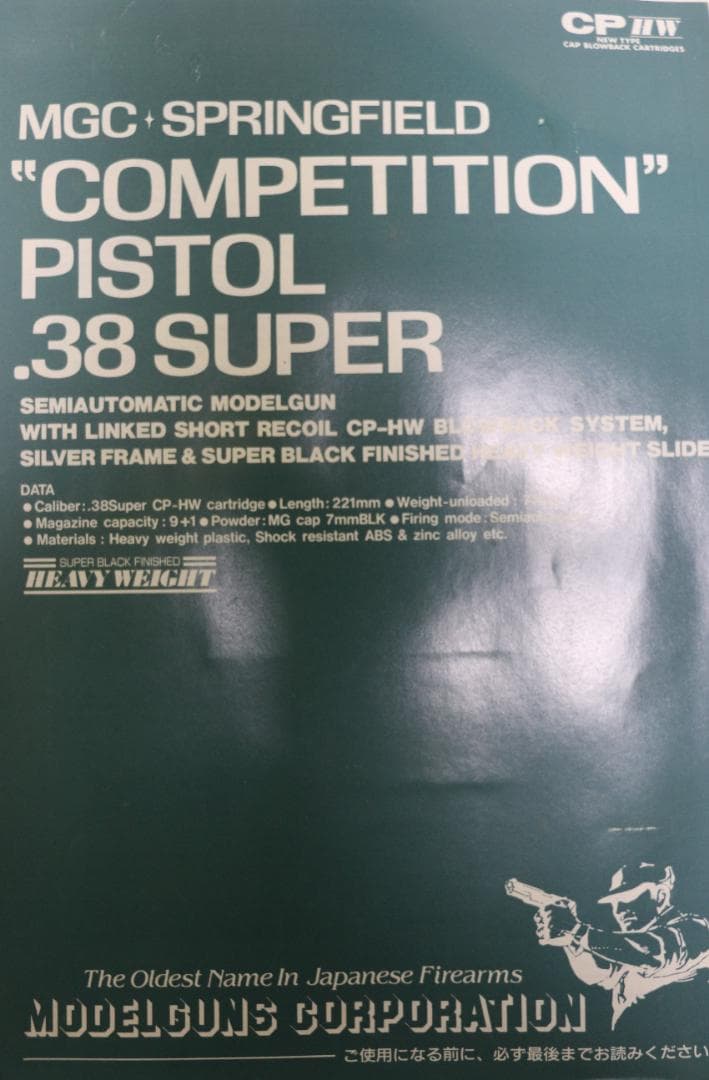 CP HW
NEW TYPE
CAP BLOWBACK CARTRIDGES
MGC SPRINGFIELD
"COMPETITION"
PISTOL
.38 SUPER
SEMIAUTOMATIC MODELGUN
WITH LINKED SHORT RECOIL CP-HW BLOWBACK SYSTEM,
SILVER FRAME & SUPER BLACK FINISHED HEAVY WEIGHT SLIDE
DATA
●Caliber:.38Super CP-HW cartridge●Length:221mm●Weight-unloaded:
●Magazine capacity:9+1●Powder:MG cap 7mmBLK●Firing mode:
●Materials : Heavy weight plastic, Shock resistant ABS & zinc alloy etc.
SUPER BLACK FINISHED
HEAVY WEIGHT
The Oldest Name In Japanese Firearms
MODELGUNS CORPORATION
ご使用になる前に、必ず最後までお読みください